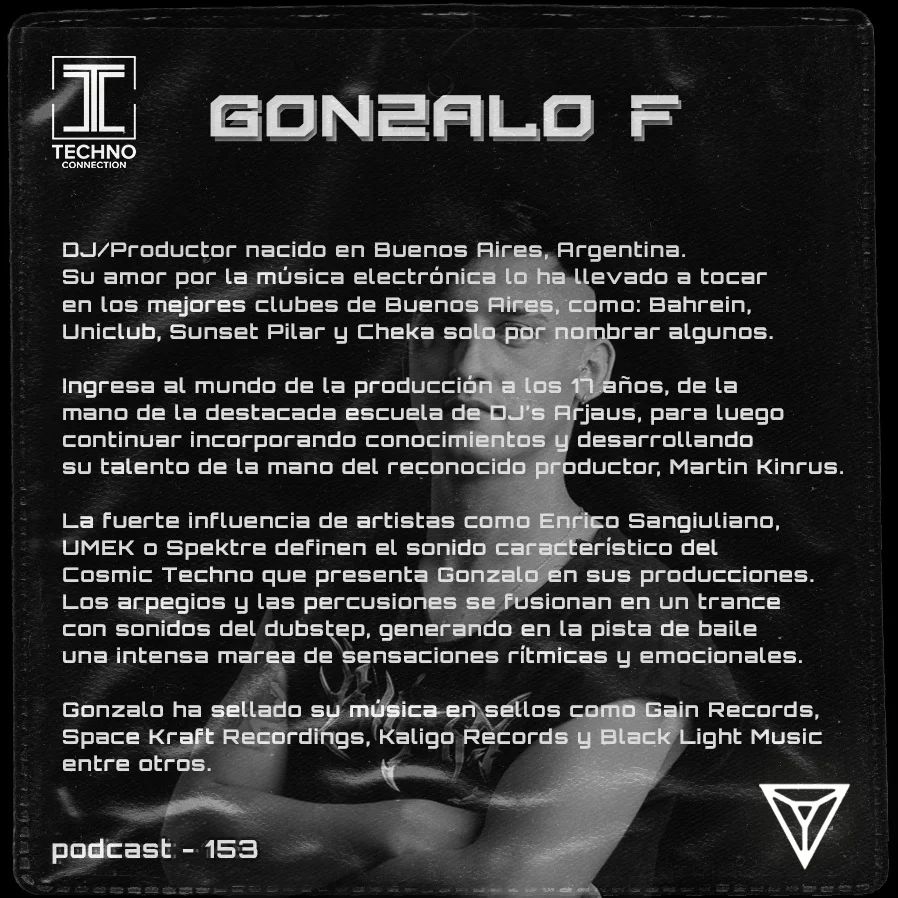 TECHNO
CONNECTION
GONZALO F
DJ/Productor nacido en Buenos Aires, Argentina.
Su amor por la música electrónica lo ha llevado a tocar
en los mejores clubes de Buenos Aires, como: Bahrein,
Uniclub, Sunset Pilar y Cheka solo por nombrar algunos.
Ingresa al mundo de la producción a los 17 años, de la
mano de la destacada escuela de DJ's Arjaus, para luego
continuar incorporando conocimientos y desarrollando
su talento de la mano del reconocido productor, Martin Kinrus.
La fuerte influencia de artistas como Enrico Sangiuliano,
UMEK o Spektre definen el sonido característico del
Cosmic Techno que presenta Gonzalo en sus producciones.
Los arpegios y las percusiones se fusionan en un trance
con sonidos del dubstep, generando en la pista de baile
una intensa marea de sensaciones rítmicas y emocionales.
Gonzalo ha sellado su música en sellos como Gain Records,
Space Kraft Recordings, Kaligo Records y Black Light Music
entre otros.
podcast - 153